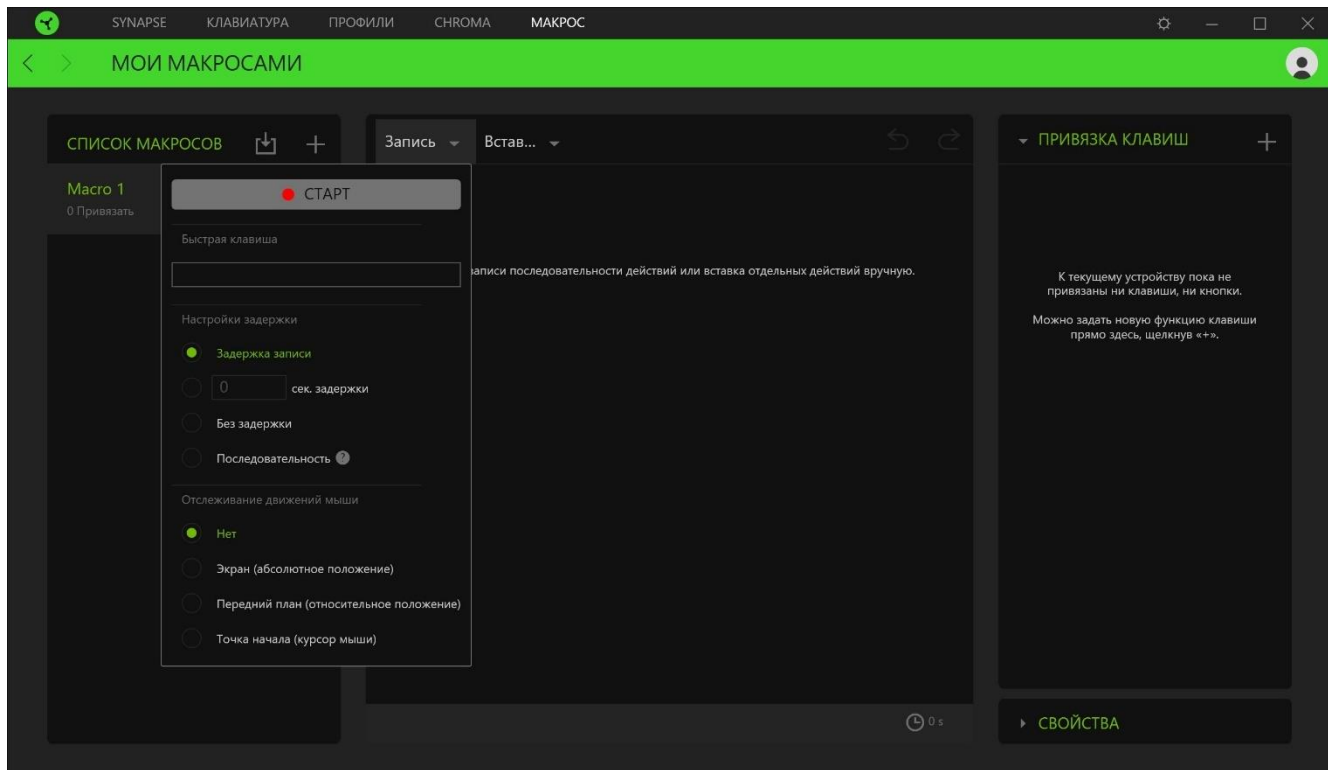 SYNAPSE КЛАВИАТУРА ПРОФИЛИ CHROMA МАКРОС
МОИ МАКРОСАМИ
СПИСОК МАКРОСОВ
Macro 1
0 Привязать
Запись Встав...
СТАРТ
Быстрая клавиша
Настройки задержки
Задержка записи
0 сек. задержки
Без задержки
Последовательность ?
Отслеживание движений мыши
Нет
Экран (абсолютное положение)
Передний план (относительное положение)
Точка начала (курсор мыши)
последовательности действий или вставка отдельных действий вручную.
0 s
ПРИВЯЗКА КЛАВИШ
К текущему устройству пока не
привязаны ни клавиши, ни кнопки.
Можно задать новую функцию клавиши
прямо здесь, щелкнув «+».
СВОЙСТВА